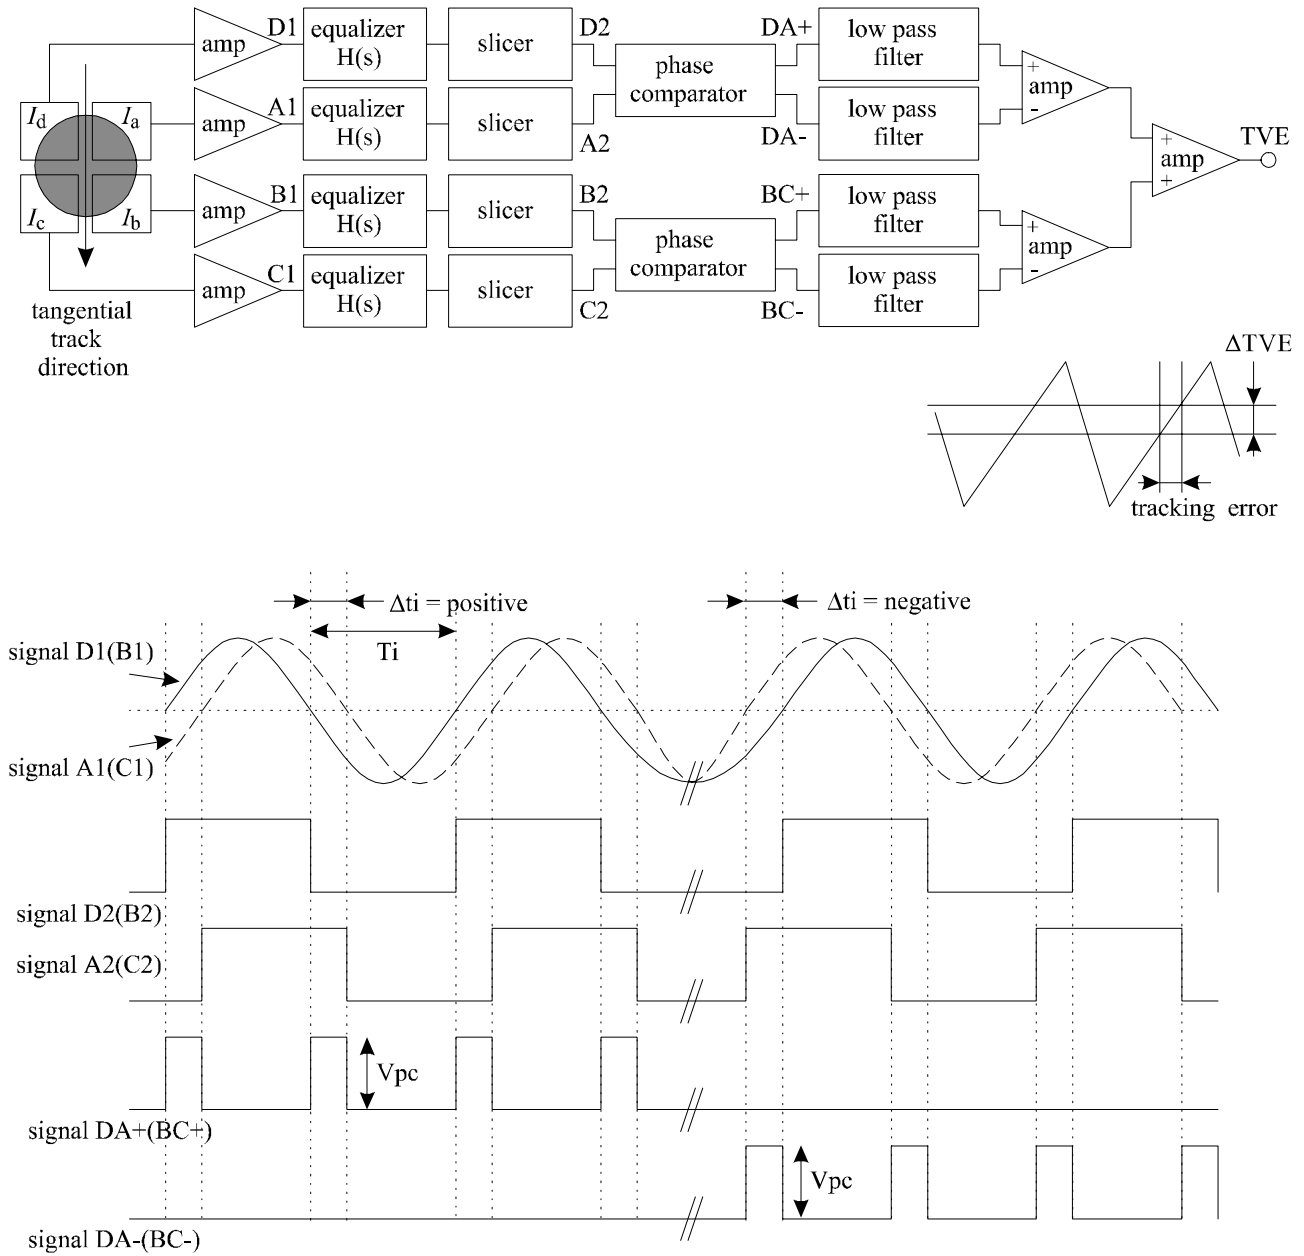 D1
D2
DA+
amp
equalizer
H(s)
slicer
low pass
filter
phase
comparator
+
amp
-
Id
Ia
amp
A1
equalizer
H(s)
slicer
A2
DA-
low pass
filter
TVE
+
amp
+
Ic
Ib
amp
B1
equalizer
H(s)
slicer
B2
BC+
low pass
filter
phase
comparator
+
amp
-
amp
C1
equalizer
H(s)
slicer
C2
BC-
low pass
filter
tangential
track
direction
ΔTVE
tracking error
Δti = positive
Δti = negative
Ti
signal D1(B1)
signal A1(C1)
signal D2(B2)
signal A2(C2)
Vpc
signal DA+(BC+)
Vpc
signal DA-(BC-)